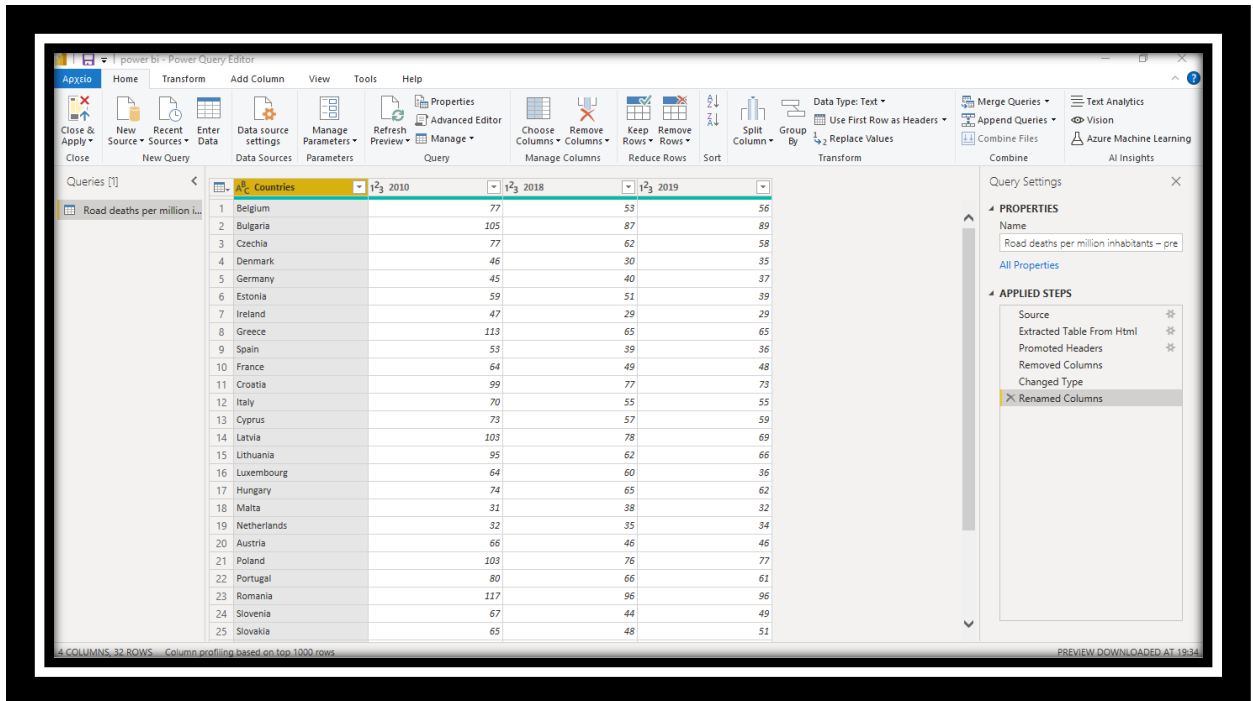 power bi - Power Query Editor
Αρχείο Home Transform Add Column View Tools Help
Close & Apply New Source Recent Sources Enter Data Data source settings Manage Parameters Refresh Preview Properties Advanced Editor Manage Choose Columns Remove Columns Keep Rows Remove Rows Split Column Group By Data Type: Text Use First Row as Headers Replace Values Merge Queries Append Queries Combine Files Text Analytics Vision Azure Machine Learning
Close New Query Data Sources Parameters Query Manage Columns Reduce Rows Sort Transform Combine AI Insights
Queries [1]
Road deaths per million i...
Countries 2010 2018 2019
1 Belgium 77 53 56
2 Bulgaria 105 87 89
3 Czechia 77 62 58
4 Denmark 46 30 35
5 Germany 45 40 37
6 Estonia 59 51 39
7 Ireland 47 29 29
8 Greece 113 65 65
9 Spain 53 39 36
10 France 64 49 48
11 Croatia 99 77 73
12 Italy 70 55 55
13 Cyprus 73 57 59
14 Latvia 103 78 69
15 Lithuania 95 62 66
16 Luxembourg 64 60 36
17 Hungary 74 65 62
18 Malta 31 38 32
19 Netherlands 32 35 34
20 Austria 66 46 46
21 Poland 103 76 77
22 Portugal 80 66 61
23 Romania 117 96 96
24 Slovenia 67 44 49
25 Slovakia 65 48 51
Query Settings
PROPERTIES
Name
Road deaths per million inhabitants – pre
All Properties
APPLIED STEPS
Source
Extracted Table From Html
Promoted Headers
Removed Columns
Changed Type
Renamed Columns
4 COLUMNS, 32 ROWS Column profiling based on top 1000 rows PREVIEW DOWNLOADED AT 19:34